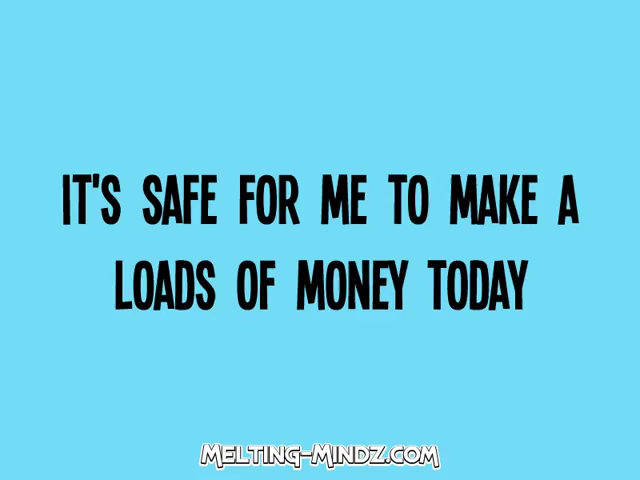 IT'S SAFE FOR ME TO MAKE A
LOADS OF MONEY TODAY
MELTING-MINDZ.COM